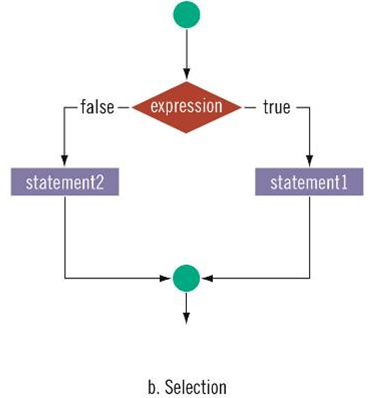 false
expression
true
statement2
statement1
b. Selection